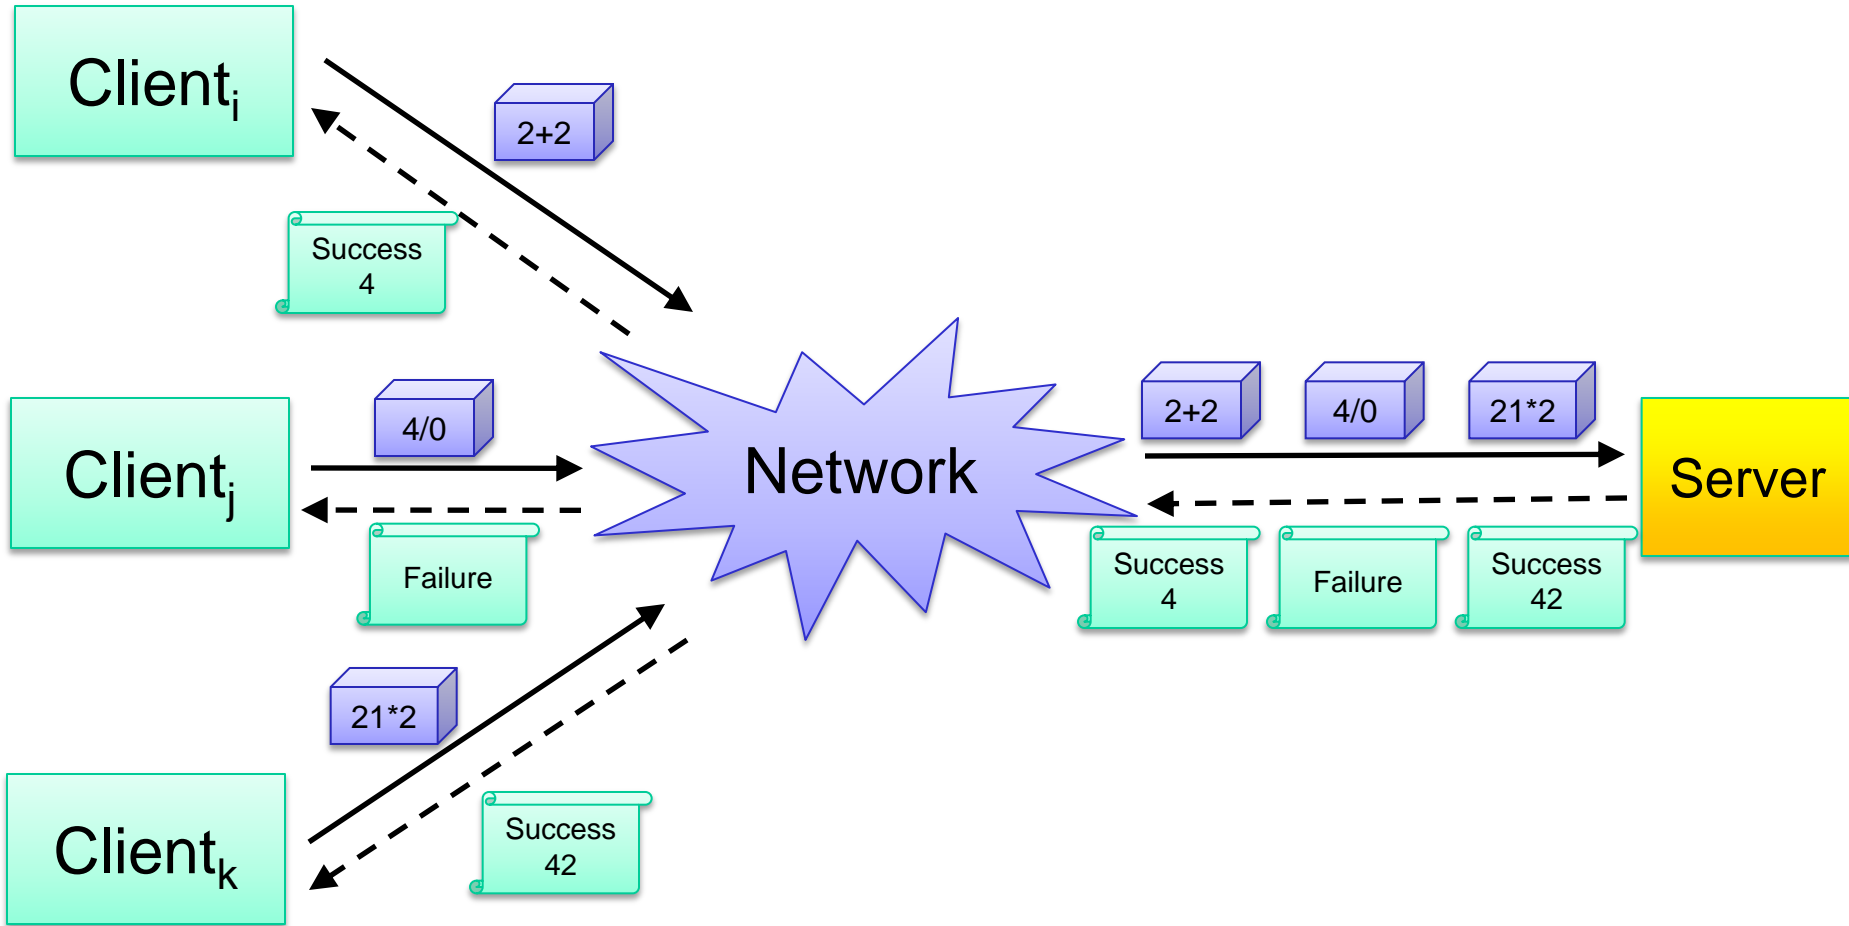 Clientᵢ
2+2
Success
4
Clientⱼ
4/0
Failure
Network
2+2
4/0
21*2
Server
Success
4
Failure
Success
42
21*2
Clientₖ
Success
42